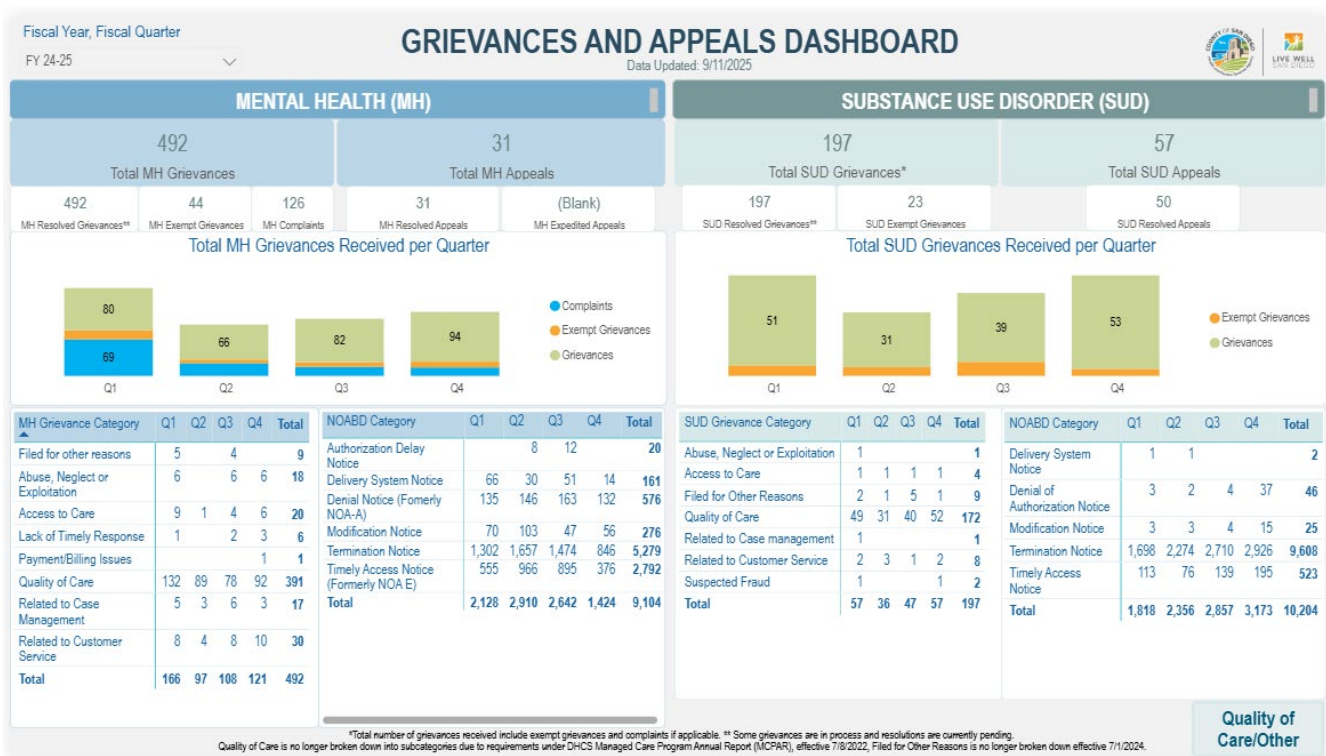 Fiscal Year, Fiscal Quarter
FY 24-25
GRIEVANCES AND APPEALS DASHBOARD
Data Updated: 9/11/2025
COUNTY OF SAN DIEGO
LIVE WELL
SAN DIEGO
MENTAL HEALTH (MH)
492
Total MH Grievances
31
Total MH Appeals
492
MH Resolved Grievances**
44
MH Exempt Grievances
126
MH Complaints
31
MH Resolved Appeals
(Blank)
MH Expedited Appeals
Total MH Grievances Received per Quarter
80
69
66
82
94
Q1 Q2 Q3 Q4
Complaints
Exempt Grievances
Grievances
MH Grievance Category Q1 Q2 Q3 Q4 Total
Filed for other reasons 5 4 9
Abuse, Neglect or 6 6 6 18
Exploitation
Access to Care 9 1 4 6 20
Lack of Timely Response 1 2 3 6
Payment/Billing Issues 1 1
Quality of Care 132 89 78 92 391
Related to Case 5 3 6 3 17
Management
Related to Customer 8 4 8 10 30
Service
Total 166 97 108 121 492
NOABD Category Q1 Q2 Q3 Q4 Total
Authorization Delay 8 12 20
Notice
Delivery System Notice 66 30 51 14 161
Denial Notice (Fomerly 135 146 163 132 576
NOA-A)
Modification Notice 70 103 47 56 276
Termination Notice 1,302 1,657 1,474 846 5,279
Timely Access Notice 555 966 895 376 2,792
(Formerly NOA E)
Total 2,128 2,910 2,642 1,424 9,104
SUBSTANCE USE DISORDER (SUD)
197
Total SUD Grievances*
57
Total SUD Appeals
197
SUD Resolved Grievances**
23
SUD Exempt Grievances
50
SUD Resolved Appeals
Total SUD Grievances Received per Quarter
51
31
39
53
Q1 Q2 Q3 Q4
Exempt Grievances
Grievances
SUD Grievance Category Q1 Q2 Q3 Q4 Total
Abuse, Neglect or Exploitation 1 1
Access to Care 1 1 1 1 4
Filed for Other Reasons 2 1 5 1 9
Quality of Care 49 31 40 52 172
Related to Case management 1 1
Related to Customer Service 2 3 1 2 8
Suspected Fraud 1 1 2
Total 57 36 47 57 197
NOABD Category Q1 Q2 Q3 Q4 Total
Delivery System 1 1 2
Notice
Denial of 3 2 4 37 46
Authorization Notice
Modification Notice 3 3 4 15 25
Termination Notice 1,698 2,274 2,710 2,926 9,608
Timely Access 113 76 139 195 523
Notice
Total 1,818 2,356 2,857 3,173 10,204
Quality of
Care/Other
*Total number of grievances received include exempt grievances and complaints if applicable. ** Some grievances are in process and resolutions are currently pending.
Quality of Care is no longer broken down into subcategories due to requirements under DHCS Managed Care Program Annual Report (MCPAR), effective 7/8/2022, Filed for Other Reasons is no longer broken down effective 7/1/2024.